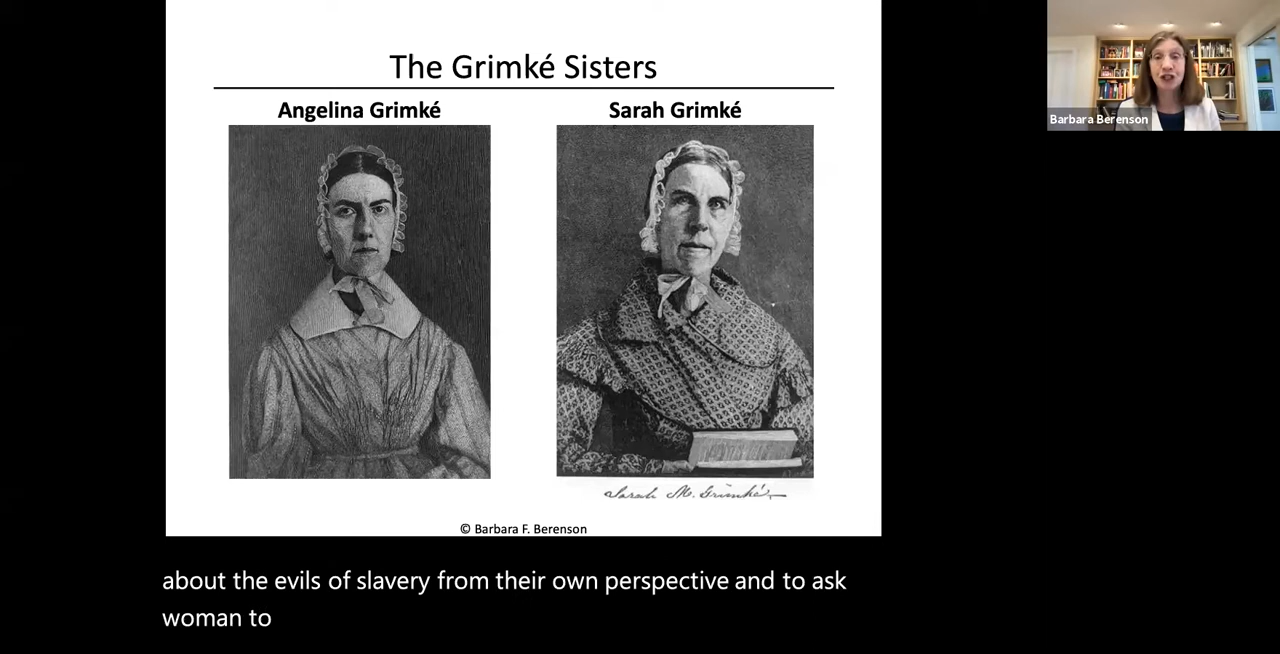 The Grimké Sisters
Angelina Grimké
Sarah Grimké
Barbara Berenson
Sarah M. Grimké
© Barbara F. Berenson
about the evils of slavery from their own perspective and to ask
woman to